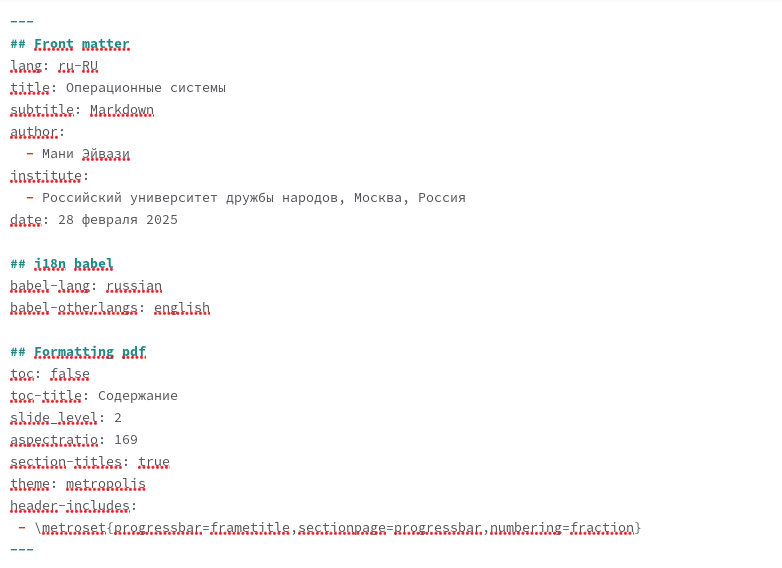 ---
## Front matter
lang: ru-RU
title: Операционные системы
subtitle: Markdown
author:
  - Мани Эйвази
institute:
  - Российский университет дружбы народов, Москва, Россия
date: 28 февраля 2025

## i18n babel
babel-lang: russian
babel-otherlangs: english

## Formatting pdf
toc: false
toc-title: Содержание
slide_level: 2
aspectratio: 169
section-titles: true
theme: metropolis
header-includes:
 - \metroset{progressbar=frametitle,sectionpage=progressbar,numbering=fraction}
---